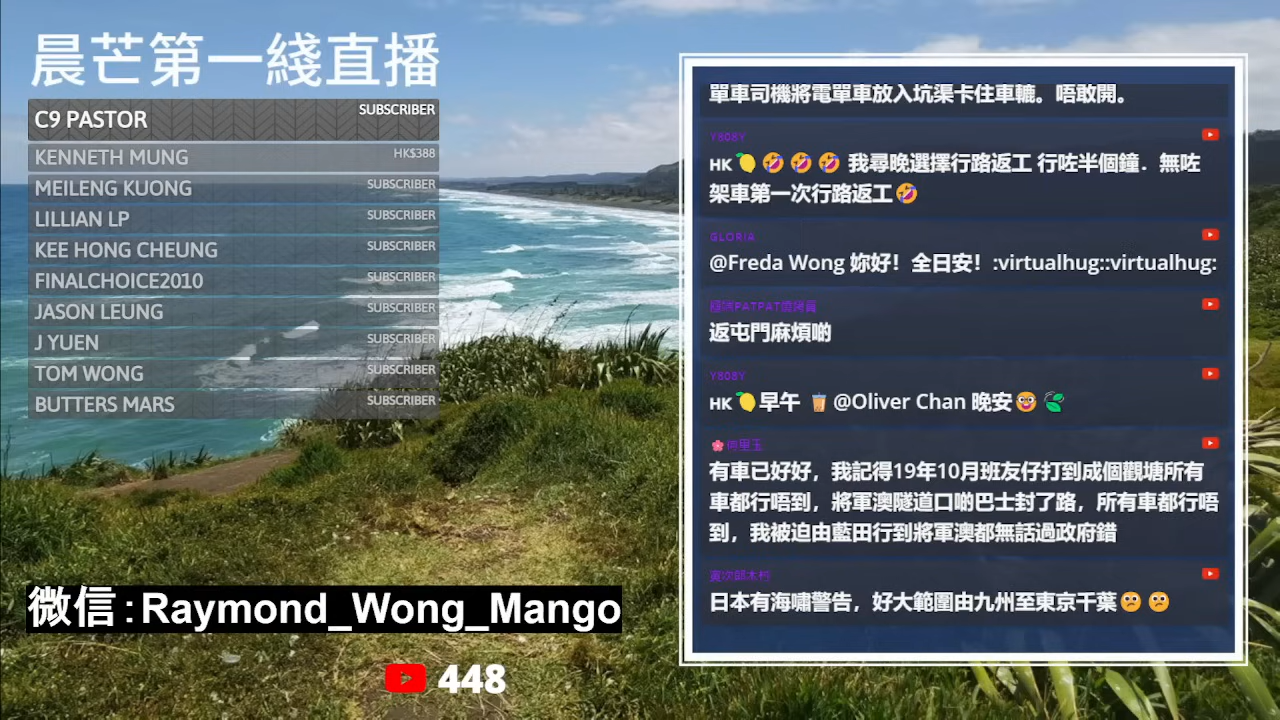 晨芒第一綫直播
C9 PASTOR SUBSCRIBER
KENNETH MUNG HK$388
MEILENG KUONG SUBSCRIBER
LILLIAN LP SUBSCRIBER
KEE HONG CHEUNG SUBSCRIBER
FINALCHOICE2010 SUBSCRIBER
JASON LEUNG SUBSCRIBER
J YUEN SUBSCRIBER
TOM WONG SUBSCRIBER
BUTTERS MARS SUBSCRIBER
微信:Raymond_Wong_Mango
448
單車司機將電單車放入坑渠卡住車轆。唔敢開。
Y808Y
HK🍋🤣🤣🤣 我尋晚選擇行路返工 行咗半個鐘．無咗
架車第一次行路返工🤣
GLORIA
@Freda Wong 妳好！全日安！:virtualhug::virtualhug:
返屯門麻煩啲
Y808Y
HK🍋早午 🧋@Oliver Chan 晚安
有車已好好，我記得19年10月班友仔打到成個觀塘所有
車都行唔到，將軍澳隧道口啲巴士封了路，所有車都行唔
到，我被迫由藍田行到將軍澳都無話過政府錯
日本有海嘯警告，好大範圍由九州至東京千葉😟😟